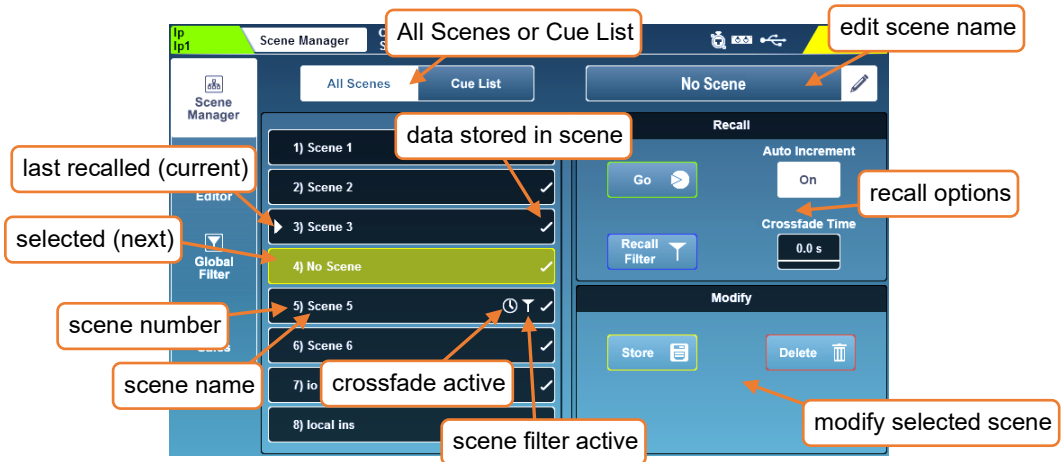 Ip
Ip1
Scene Manager
All Scenes or Cue List
edit scene name
Scene
Manager
All Scenes
Cue List
No Scene
data stored in scene
Recall
last recalled (current)
1) Scene 1
Auto Increment
Go
On
Editor
2) Scene 2
recall options
selected (next)
3) Scene 3
Crossfade Time
Recall
Filter
0.0 s
Global
Filter
4) No Scene
scene number
5) Scene 5
Modify
6) Scene 6
Store
Delete
scene name
7) io
crossfade active
8) local ins
scene filter active
modify selected scene